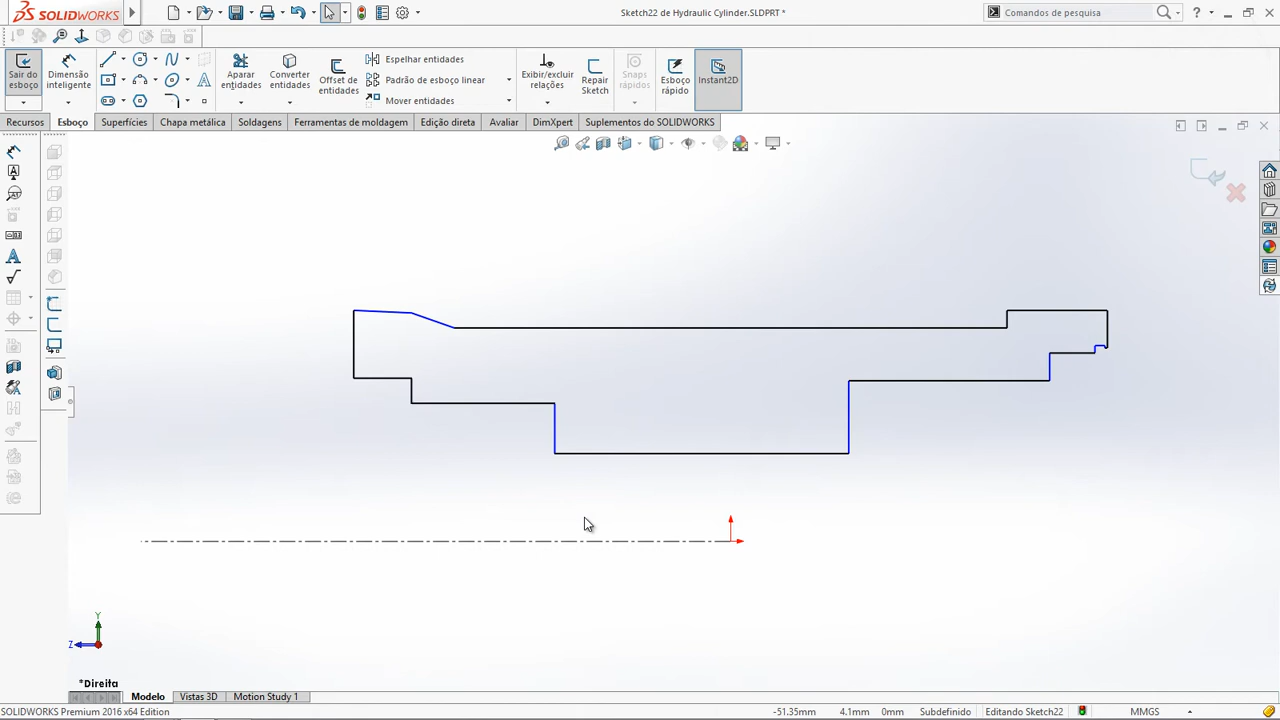 SOLIDWORKS
Sketch22 de Hydraulic Cylinder.SLDPRT *
Comandos de pesquisa
Sair do esboço
Dimensão inteligente
Aparar entidades
Converter entidades
Offset de entidades
Espelhar entidades
Padrão de esboço linear
Mover entidades
Exibir/excluir relações
Repair Sketch
Snaps rápidos
Esboço rápido
Instant2D
Recursos
Esboço
Superfícies
Chapa metálica
Soldagens
Ferramentas de moldagem
Edição direta
Avaliar
DimXpert
Suplementos do SOLIDWORKS
Y
Z
*Direita
Modelo
Vistas 3D
Motion Study 1
SOLIDWORKS Premium 2016 x64 Edition
-51.35mm
4.1mm
0mm
Subdefinido
Editando Sketch22
MMGS